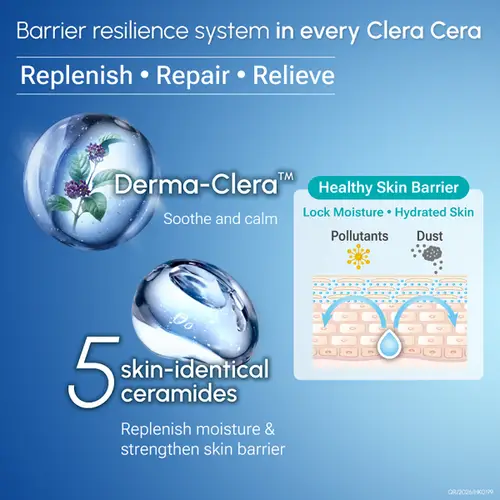 Barrier resilience system in every Clera Cera
Replenish • Repair • Relieve
Derma-Clera™
Soothe and calm
Healthy Skin Barrier
Lock Moisture • Hydrated Skin
Pollutants Dust
5 skin-identical
ceramides
Replenish moisture &
strengthen skin barrier